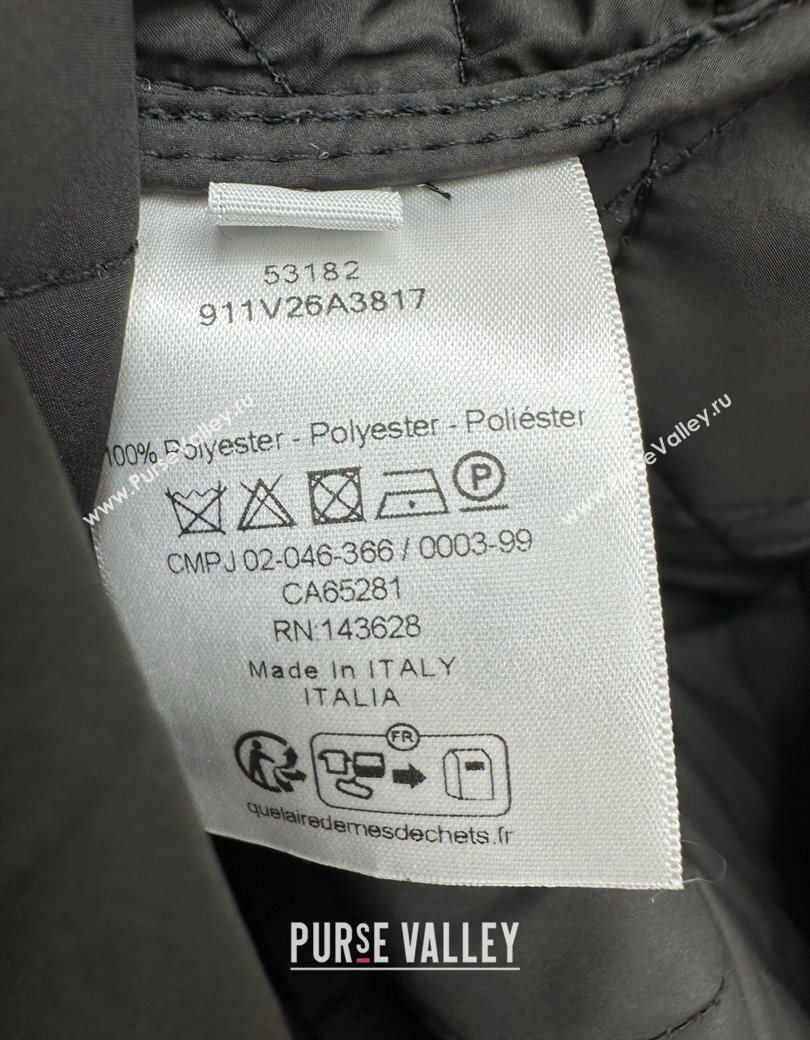 53182
911V26A3817
100% Polyester - Polyester - Poliéster
P
CMPJ 02-046-366 / 0003-99
CA65281
RN:143628
Made In ITALY
ITALIA
FR
quelairedemesdechets.fr
www.PurseValley.ru
www.PurseValley.ru
PURSE VALLEY